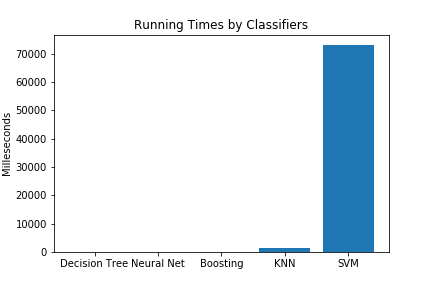 Running Times by Classifiers
Milleseconds
70000
60000
50000
40000
30000
20000
10000
0
Decision Tree Neural Net Boosting KNN SVM